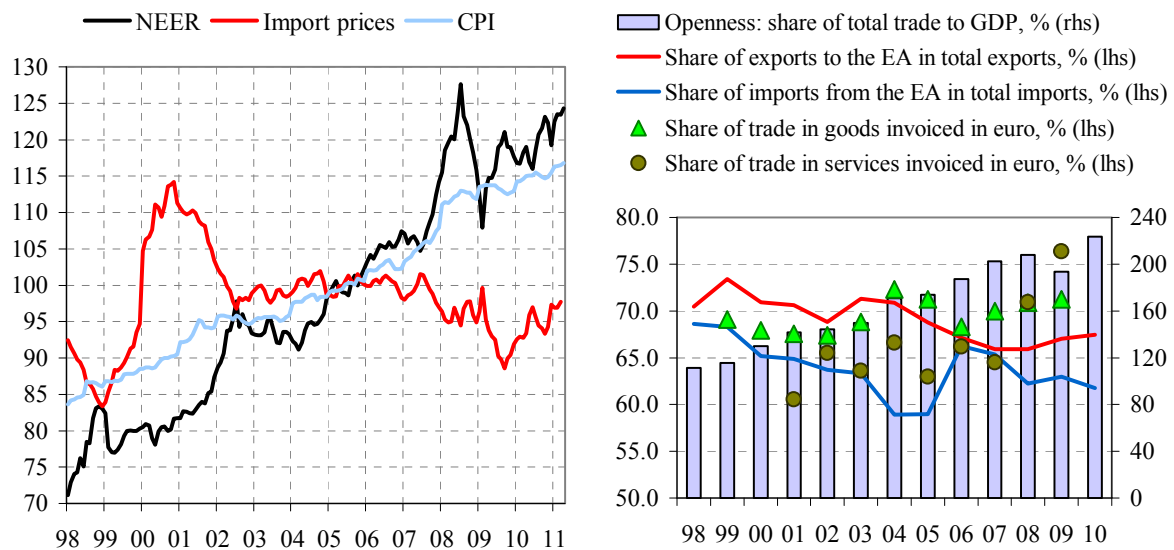 NEER Import prices CPI
130
125
120
115
110
105
100
95
90
85
80
75
70
98 99 00 01 02 03 04 05 06 07 08 09 10 11
Openness: share of total trade to GDP, % (rhs)
Share of exports to the EA in total exports, % (lhs)
Share of imports from the EA in total imports, % (lhs)
Share of trade in goods invoiced in euro, % (lhs)
Share of trade in services invoiced in euro, % (lhs)
80.0 240
75.0 200
70.0 160
65.0 120
60.0 80
55.0 40
50.0 0
98 99 00 01 02 03 04 05 06 07 08 09 10